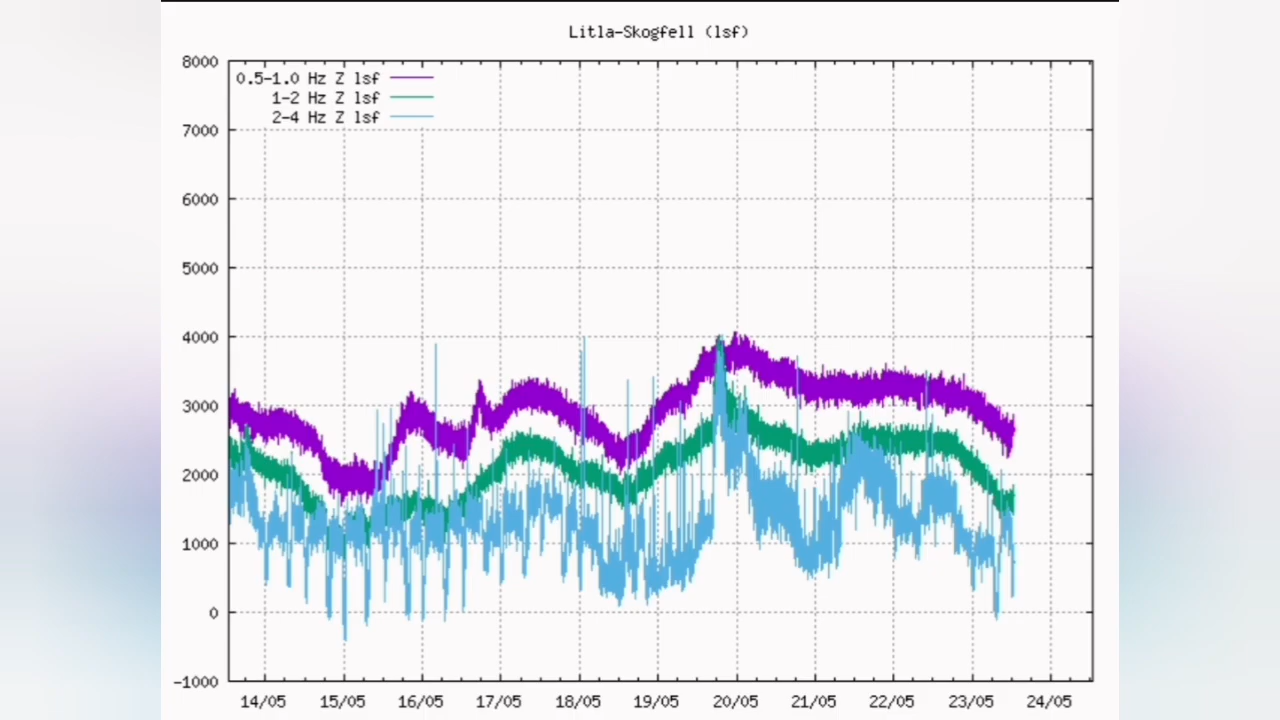 Litla-Skogfell (lsf)
8000
0.5-1.0 Hz Z lsf
1-2 Hz Z lsf
2-4 Hz Z lsf
7000
6000
5000
4000
3000
2000
1000
0
-1000
14/05 15/05 16/05 17/05 18/05 19/05 20/05 21/05 22/05 23/05 24/05